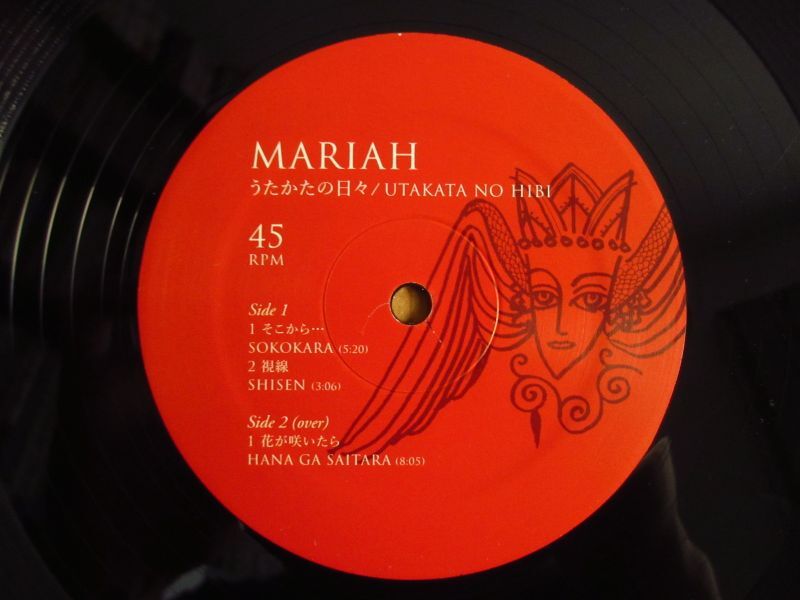 MARIAH
うたかたの日々/UTAKATA NO HIBI
45
RPM
Side 1
1 そこから…
SOKOKARA (5:20)
2 視線
SHISEN (3:06)
Side 2 (over)
1 花が咲いたら
HANA GA SAITARA (8:05)